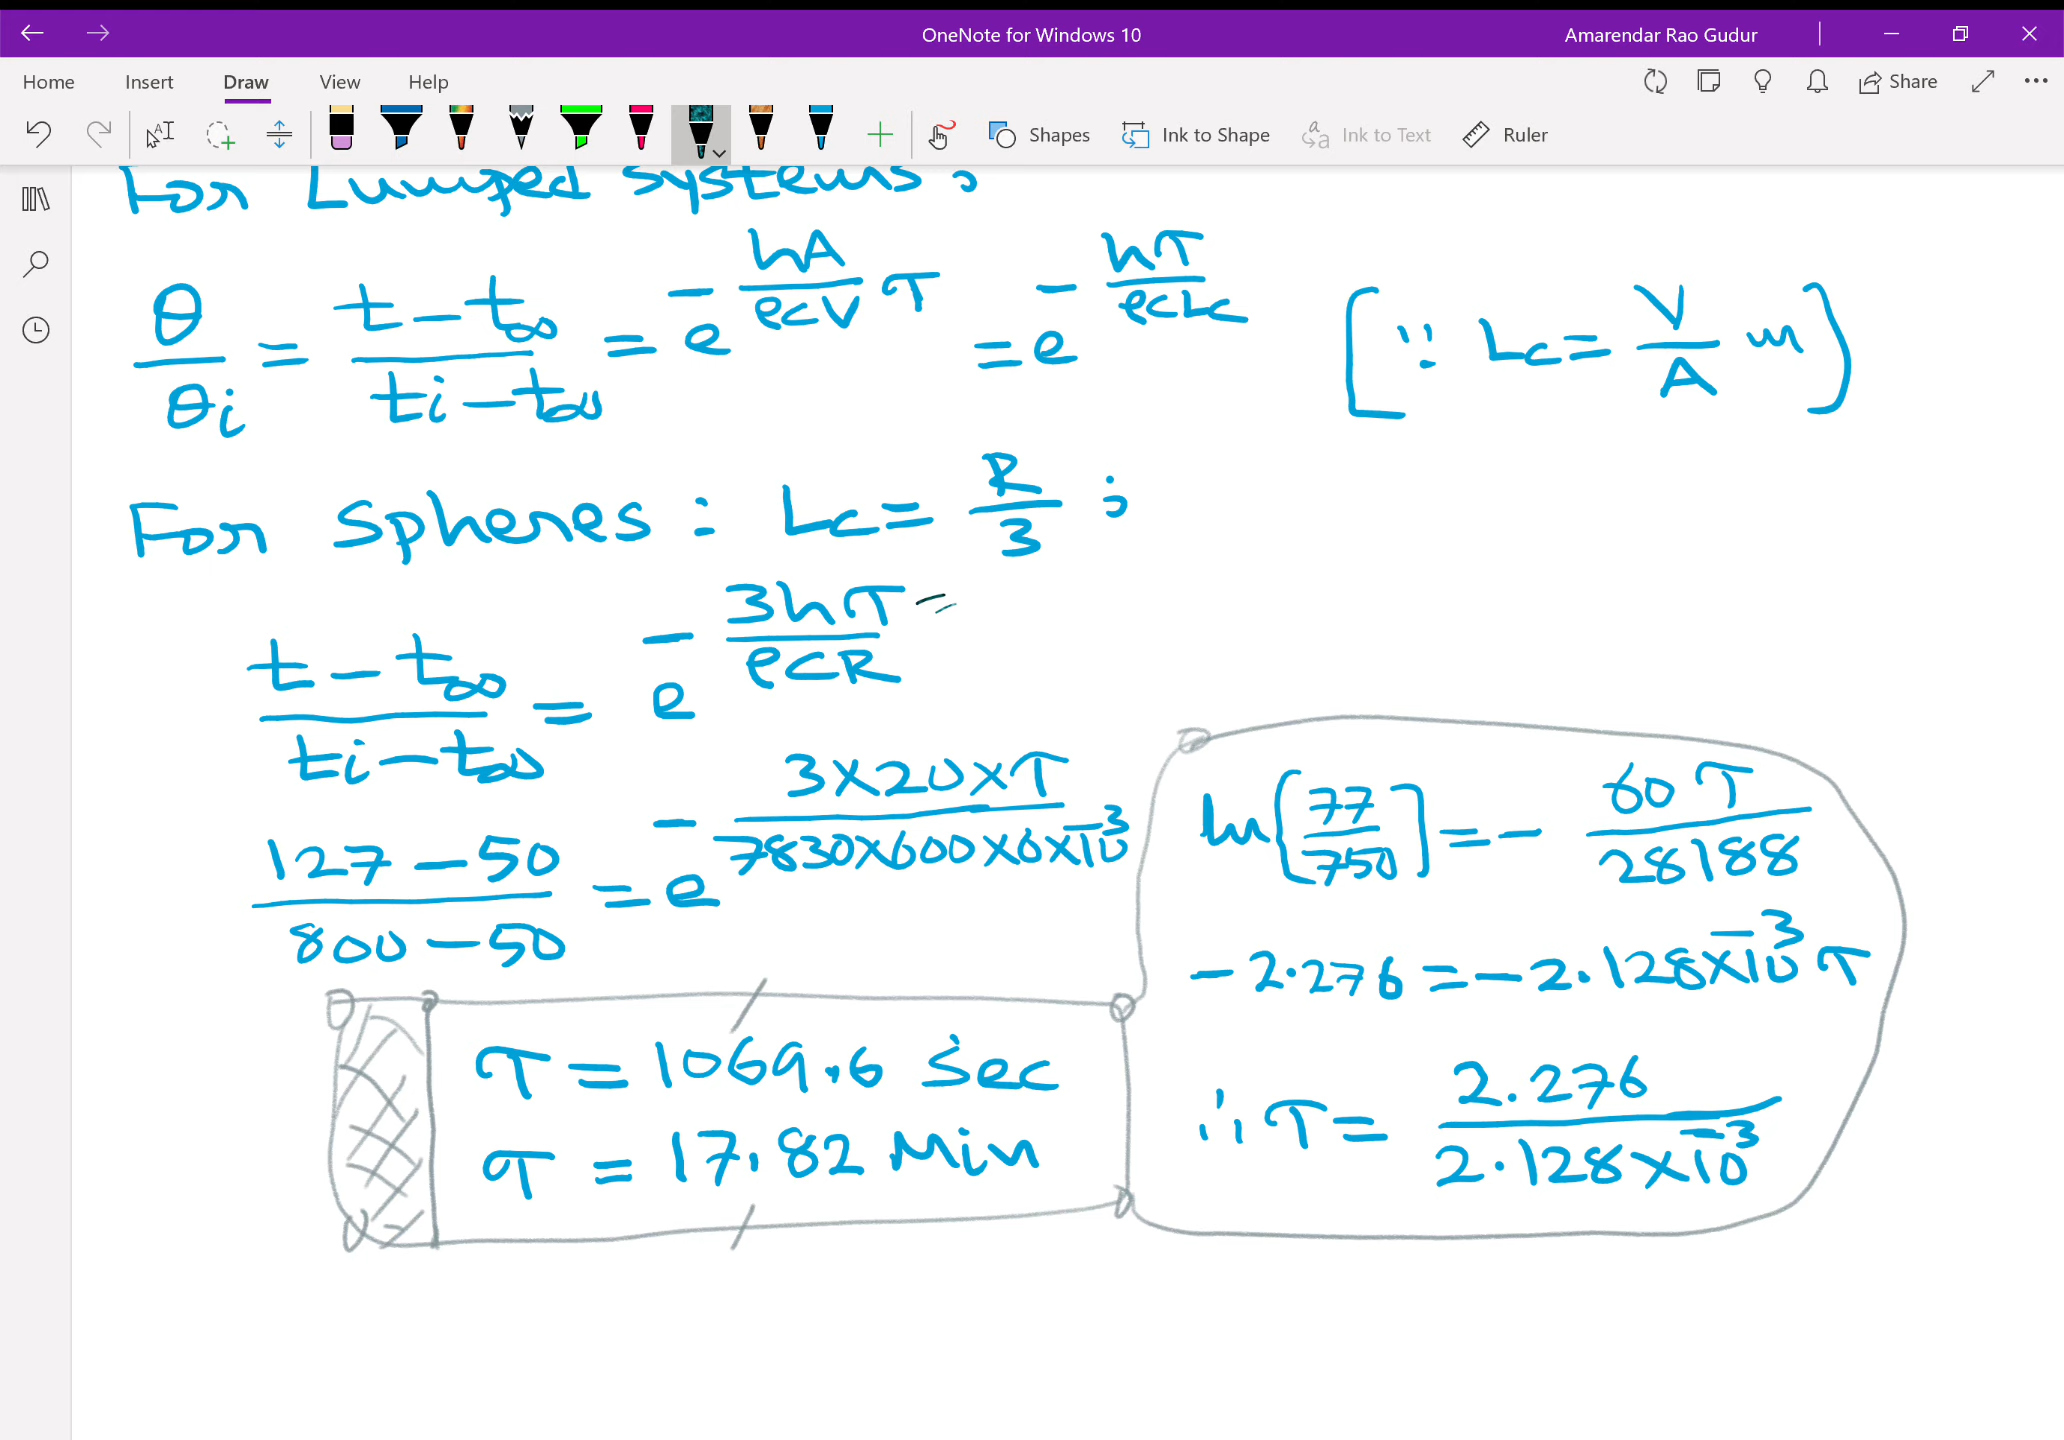 OneNote for Windows 10
Amarendar Rao Gudur
Home Insert Draw View Help
Share
Shapes Ink to Shape Ink to Text Ruler
For Lumped systems:
θ/θi = (t − t∞)/(ti − t∞) = e^(− (hA/ρcV) τ) = e^(− hτ/ρcLc) [∵ Lc = V/A m]
For spheres: Lc = R/3 ;
(t − t∞)/(ti − t∞) = e^(− 3hτ/ρcR)
(127 − 50)/(800 − 50) = e^(− 3×20×τ/7830×600×6×10⁻³)
τ = 1069.6 sec
τ = 17.82 Min
ln[77/750] = − 60 τ/28188
−2.276 = −2.128×10⁻³ τ
∴ τ = 2.276/2.128×10⁻³